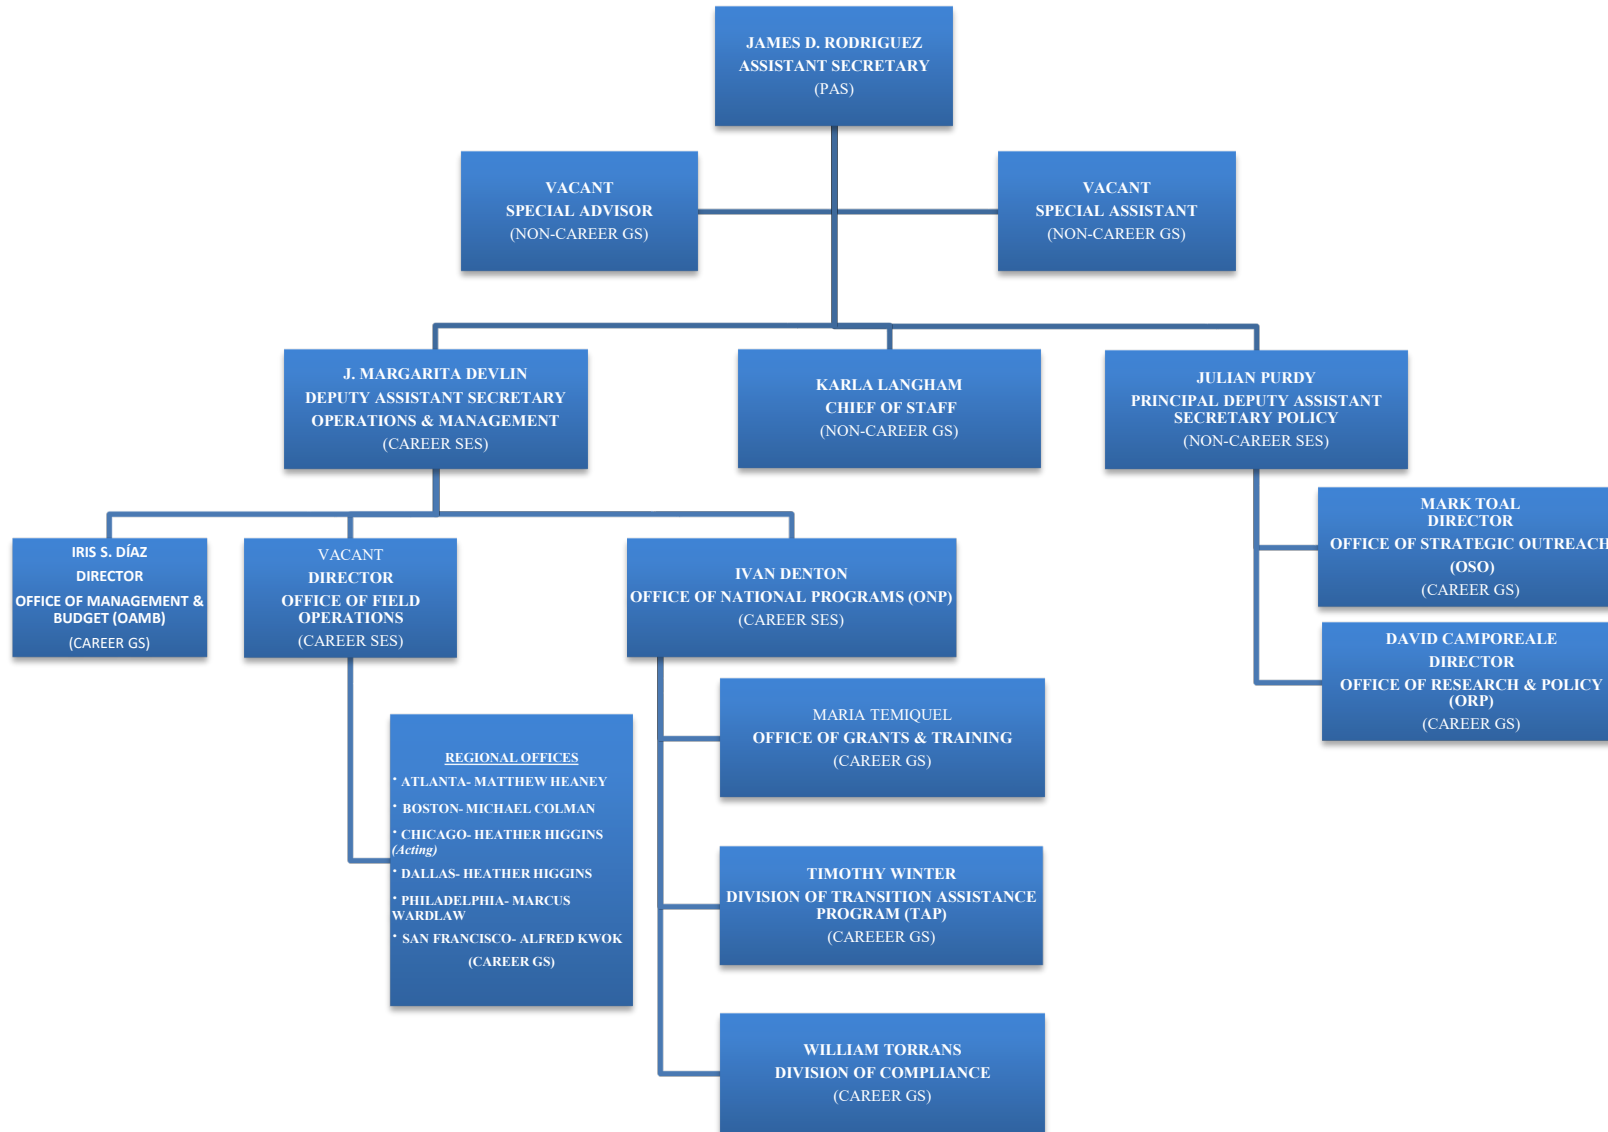 JAMES D. RODRIGUEZ
ASSISTANT SECRETARY
(PAS)
VACANT
SPECIAL ADVISOR
(NON-CAREER GS)
VACANT
SPECIAL ASSISTANT
(NON-CAREER GS)
J. MARGARITA DEVLIN
DEPUTY ASSISTANT SECRETARY
OPERATIONS & MANAGEMENT
(CAREER SES)
KARLA LANGHAM
CHIEF OF STAFF
(NON-CAREER GS)
JULIAN PURDY
PRINCIPAL DEPUTY ASSISTANT
SECRETARY POLICY
(NON-CAREER SES)
MARK TOAL
DIRECTOR
OFFICE OF STRATEGIC OUTREACH
(OSO)
(CAREER GS)
DAVID CAMPOREALE
DIRECTOR
OFFICE OF RESEARCH & POLICY
(ORP)
(CAREER GS)
IRIS S. DÍAZ
DIRECTOR
OFFICE OF MANAGEMENT &
BUDGET (OAMB)
(CAREER GS)
VACANT
DIRECTOR
OFFICE OF FIELD
OPERATIONS
(CAREER SES)
IVAN DENTON
OFFICE OF NATIONAL PROGRAMS (ONP)
(CAREER SES)
REGIONAL OFFICES
· ATLANTA- MATTHEW HEANEY
· BOSTON- MICHAEL COLMAN
· CHICAGO- HEATHER HIGGINS
(Acting)
· DALLAS- HEATHER HIGGINS
· PHILADELPHIA- MARCUS
WARDLAW
· SAN FRANCISCO- ALFRED KWOK
(CAREER GS)
MARIA TEMIQUEL
OFFICE OF GRANTS & TRAINING
(CAREER GS)
TIMOTHY WINTER
DIVISION OF TRANSITION ASSISTANCE
PROGRAM (TAP)
(CAREEER GS)
WILLIAM TORRANS
DIVISION OF COMPLIANCE
(CAREER GS)